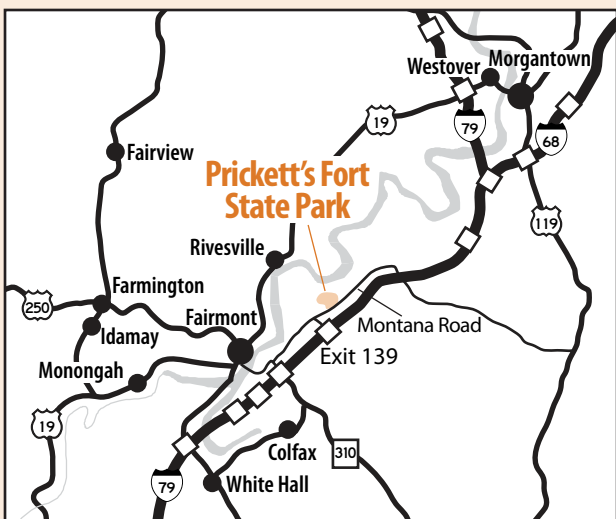 Westover
Morgantown
19
79
68
Fairview
Prickett's Fort
State Park
119
Rivesville
Farmington
250
Fairmont
Montana Road
Idamay
Exit 139
Monongah
19
Colfax
310
79
White Hall